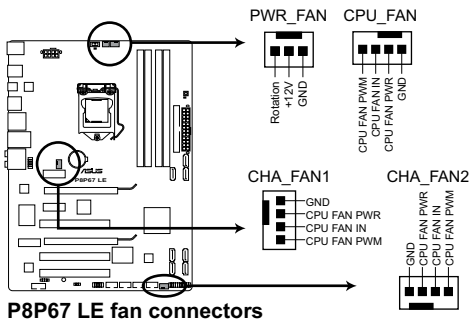 PWR_FAN
CPU_FAN
Rotation
+12V
GND
CPU FAN PWM
CPU FAN IN
CPU FAN PWR
GND
ASUS
P8P67 LE
CHA_FAN1
GND
CPU FAN PWR
CPU FAN IN
CPU FAN PWM
CHA_FAN2
GND
CPU FAN PWR
CPU FAN IN
CPU FAN PWM
P8P67 LE fan connectors